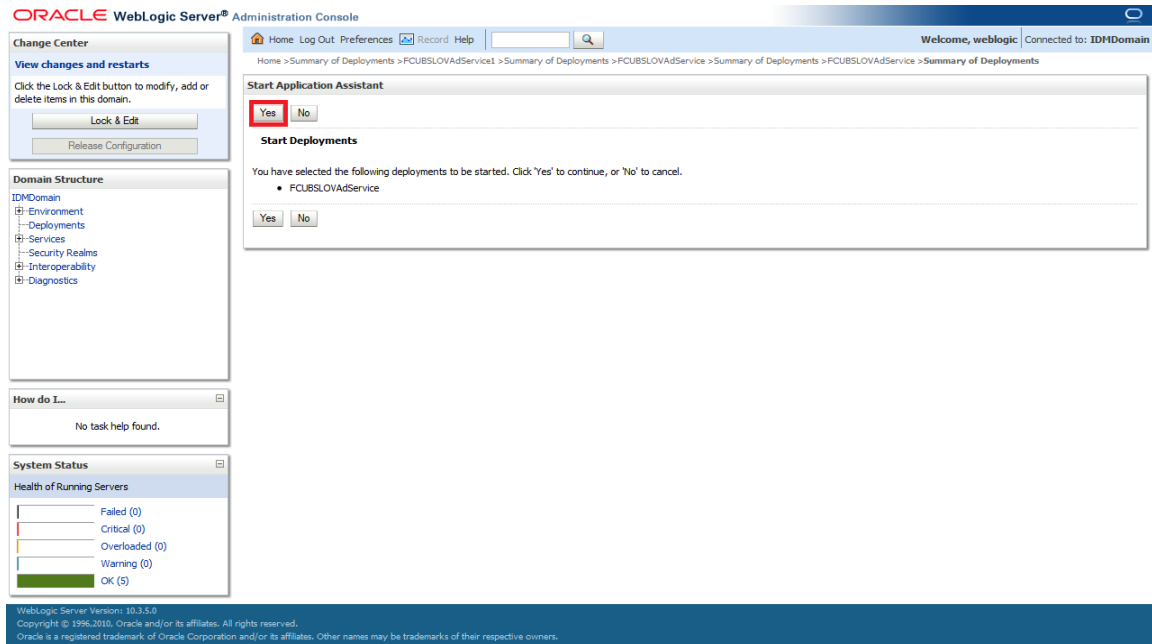 ORACLE WebLogic Server® Administration Console
Change Center
View changes and restarts
Click the Lock & Edit button to modify, add or
delete items in this domain.
Lock & Edit
Release Configuration
Domain Structure
IDMDomain
Environment
Deployments
Services
Security Realms
Interoperability
Diagnostics
How do I...
No task help found.
System Status
Health of Running Servers
Failed (0)
Critical (0)
Overloaded (0)
Warning (0)
OK (5)
Home Log Out Preferences Record Help
Welcome, weblogic Connected to: IDMDomain
Home >Summary of Deployments >FCUBSLOVAdService1 >Summary of Deployments >FCUBSLOVAdService >Summary of Deployments >FCUBSLOVAdService >Summary of Deployments
Start Application Assistant
Yes No
Start Deployments
You have selected the following deployments to be started. Click 'Yes' to continue, or 'No' to cancel.
• FCUBSLOVAdService
Yes No
WebLogic Server Version: 10.3.5.0
Copyright © 1996,2010, Oracle and/or its affiliates. All rights reserved.
Oracle is a registered trademark of Oracle Corporation and/or its affiliates. Other names may be trademarks of their respective owners.